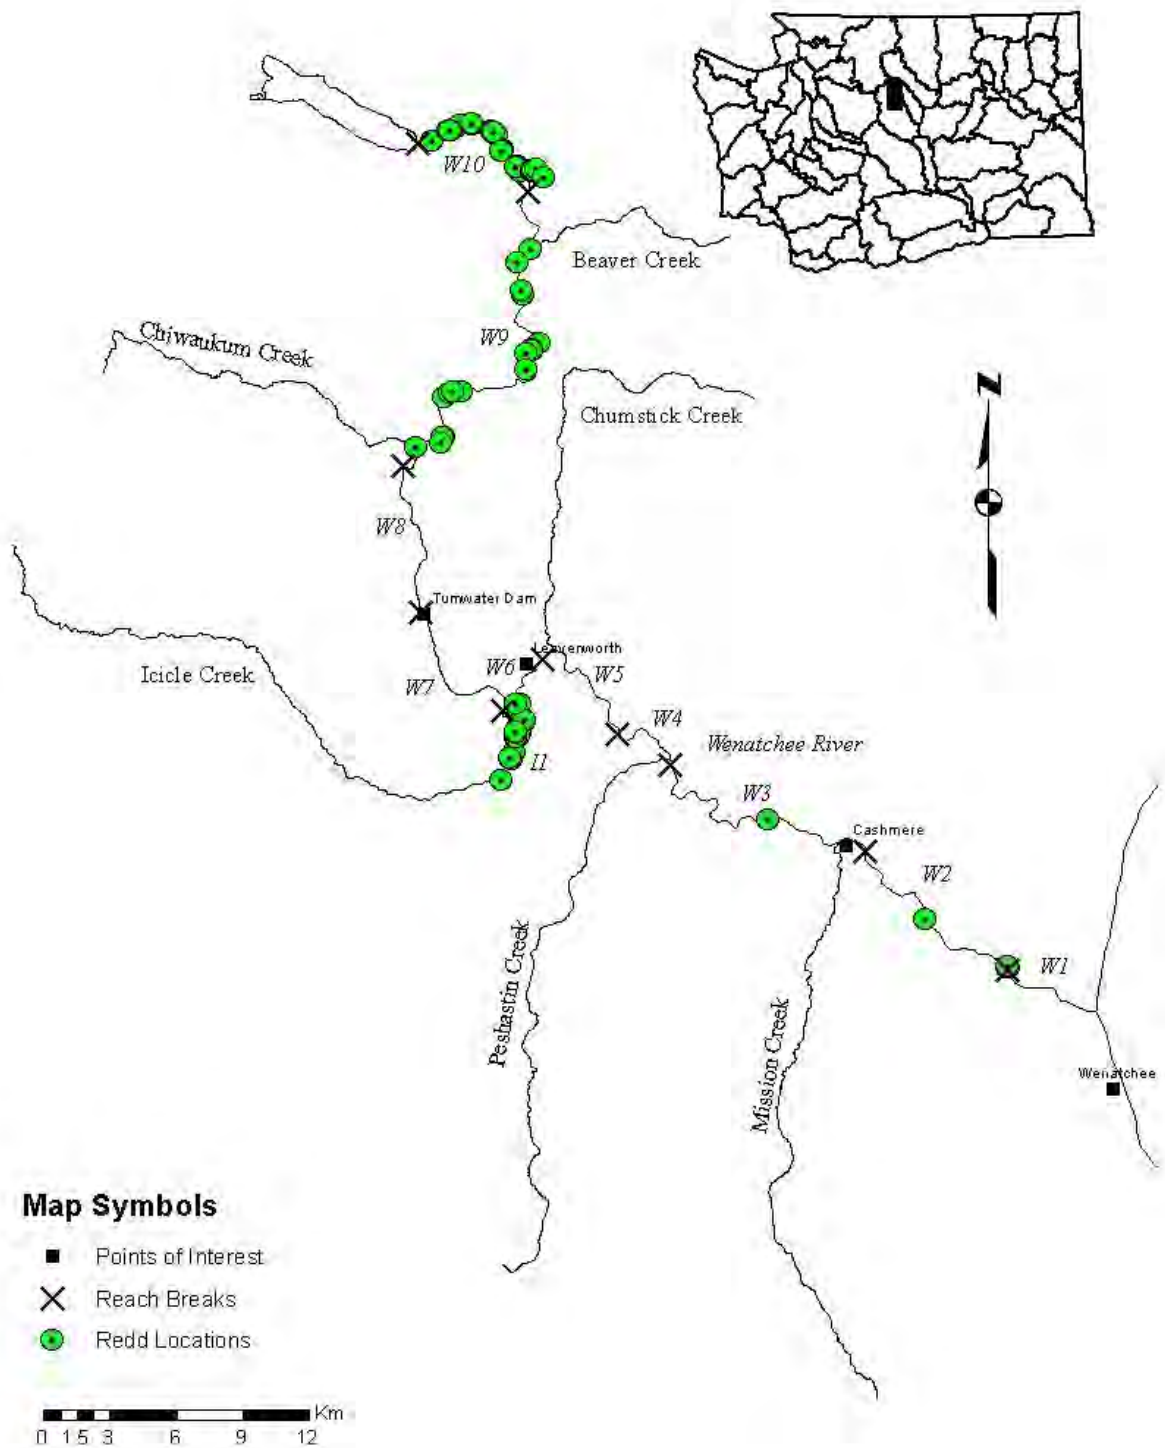 W10
Beaver Creek
W9
Chiwaukum Creek
Chumstick Creek
N
W8
Tumwater Dam
Leavenworth
W6
W5
Icicle Creek
W7
W4
Wenatchee River
I1
W3
Cashmere
W2
W1
Peshastin Creek
Mission Creek
Wenatchee
Map Symbols
Points of Interest
Reach Breaks
Redd Locations
Km
0 1.5 3 6 9 12